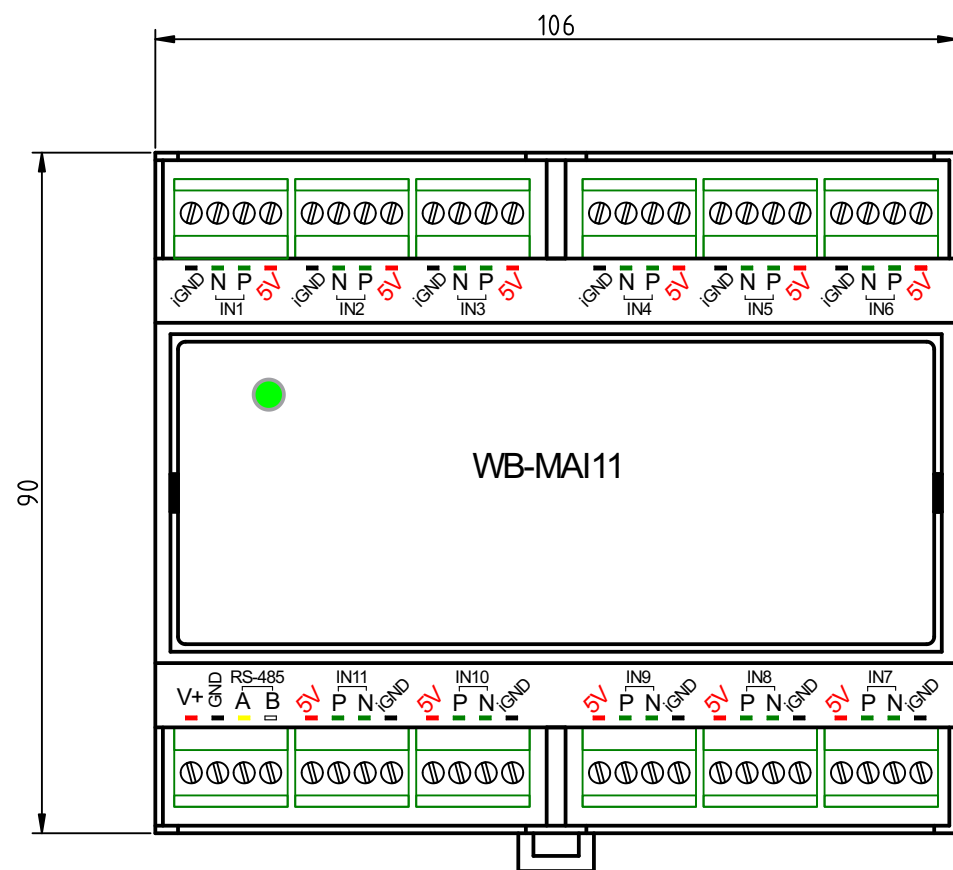 106
90
iGND N P 5V iGND N P 5V iGND N P 5V iGND N P 5V iGND N P 5V iGND N P 5V
IN1 IN2 IN3 IN4 IN5 IN6
WB-MAI11
RS-485 IN11 IN10 IN9 IN8 IN7
V+ GND A B 5V P N iGND 5V P N iGND 5V P N iGND 5V P N iGND 5V P N iGND